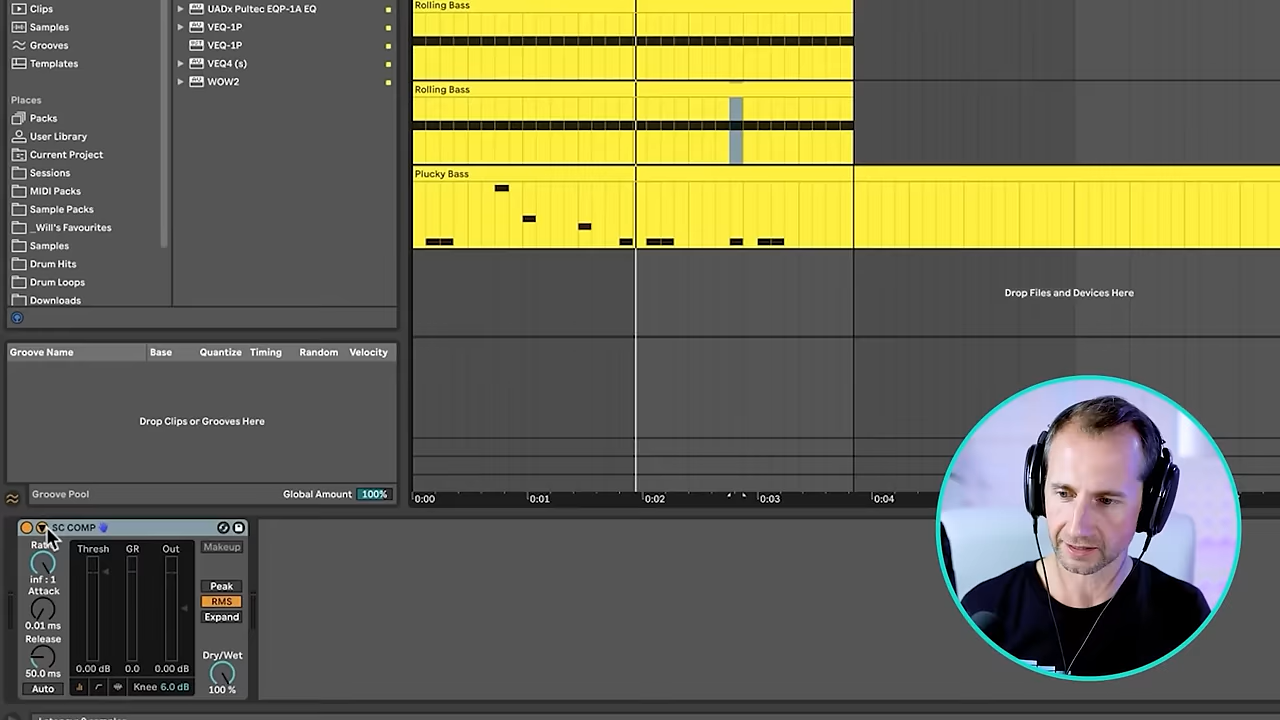 Clips
Samples
Grooves
Templates
Places
Packs
User Library
Current Project
Sessions
MIDI Packs
Sample Packs
_Will's Favourites
Samples
Drum Hits
Drum Loops
Downloads
UADx Pultec EQP-1A EQ
VEQ-1P
VEQ-1P
VEQ4 (s)
WOW2
Rolling Bass
Rolling Bass
Plucky Bass
Drop Files and Devices Here
Groove Name Base Quantize Timing Random Velocity
Drop Clips or Grooves Here
Groove Pool Global Amount 100%
0:00 0:01 0:02 0:03 0:04
SC COMP
Thresh GR Out Makeup
inf : 1
Attack
0.01 ms
Release
50.0 ms
Auto
Peak
RMS
Expand
Dry/Wet
100 %
0.00 dB 0.0 0.00 dB
Knee 6.0 dB